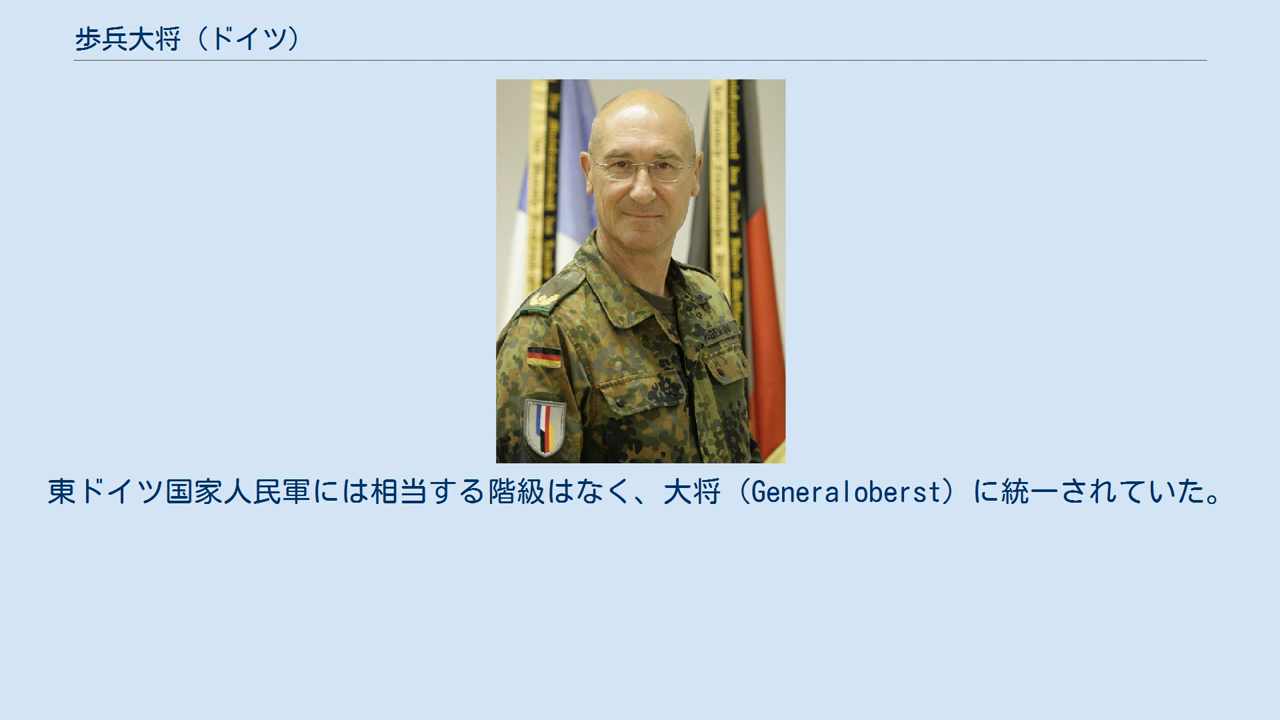 歩兵大将（ドイツ）
東ドイツ国家人民軍には相当する階級はなく、大将（Generaloberst）に統一されていた。